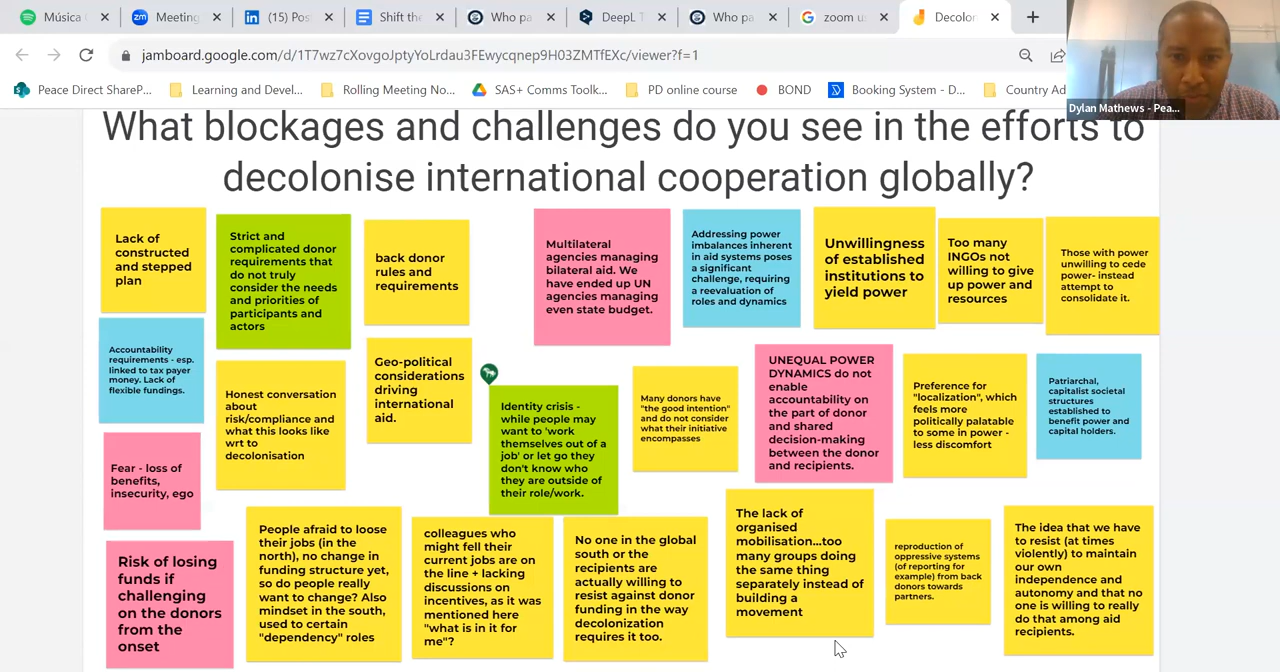 Música
Meeting
(15) Pos
Shift the
Who pa
DeepL T
Who pa
zoom u
Decolor
jamboard.google.com/d/1T7wz7cXovgoJptyYoLrdau3FEwycqnep9H03ZMTfEXc/viewer?f=1
Peace Direct ShareP...
Learning and Devel...
Rolling Meeting No...
SAS+ Comms Toolk...
PD online course
BOND
Booking System - D...
Country Ad
Dylan Mathews - Pea...
What blockages and challenges do you see in the efforts to
decolonise international cooperation globally?
Lack of
constructed
and stepped
plan
Strict and
complicated donor
requirements that
do not truly
consider the needs
and priorities of
participants and
actors
back donor
rules and
requirements
Multilateral
agencies managing
bilateral aid. We
have ended up UN
agencies managing
even state budget.
Addressing power
imbalances inherent
in aid systems poses
a significant
challenge, requiring
a reevaluation of
roles and dynamics
Unwillingness
of established
institutions to
yield power
Too many
INGOs not
willing to give
up power and
resources
Those with power
unwilling to cede
power- instead
attempt to
consolidate it.
Accountability
requirements - esp.
linked to tax payer
money. Lack of
flexible fundings.
Honest conversation
about
risk/compliance and
what this looks like
wrt to
decolonisation
Geo-political
considerations
driving
international
aid.
Identity crisis -
while people may
want to 'work
themselves out of a
job' or let go they
don't know who
they are outside of
their role/work.
Many donors have
"the good intention"
and do not consider
what their initiative
encompasses
UNEQUAL POWER
DYNAMICS do not
enable
accountability on
the part of donor
and shared
decision-making
between the donor
and recipients.
Preference for
"localization", which
feels more
politically palatable
to some in power -
less discomfort
Patriarchal,
capitalist societal
structures
established to
benefit power and
capital holders.
Fear - loss of
benefits,
insecurity, ego
Risk of losing
funds if
challenging
on the donors
from the
onset
People afraid to loose
their jobs (in the
north), no change in
funding structure yet,
so do people really
want to change? Also
mindset in the south,
used to certain
"dependency" roles
colleagues who
might fell their
current jobs are on
the line + lacking
discussions on
incentives, as it was
mentioned here
"what is in it for
me"?
No one in the global
south or the
recipients are
actually willing to
resist against donor
funding in the way
decolonization
requires it too.
The lack of
organised
mobilisation...too
many groups doing
the same thing
separately instead of
building a
movement
reproduction of
oppressive systems
(of reporting for
example) from back
donors towards
partners.
The idea that we have
to resist (at times
violently) to maintain
our own
independence and
autonomy and that no
one is willing to really
do that among aid
recipients.